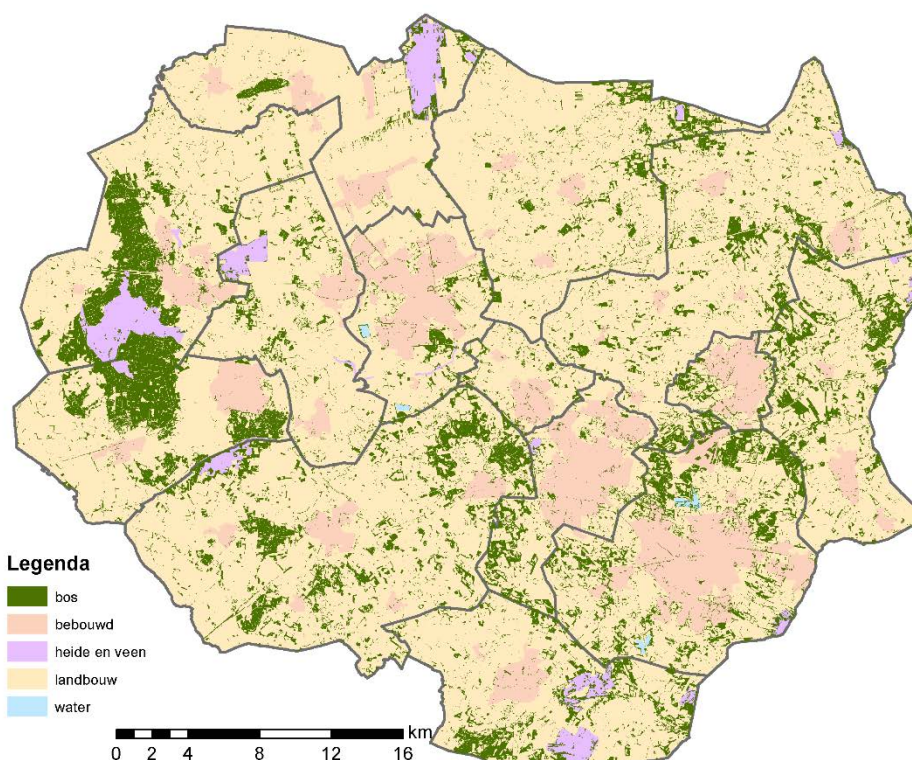 Legenda
bos
bebouwd
heide en veen
landbouw
water
km
0 2 4 8 12 16